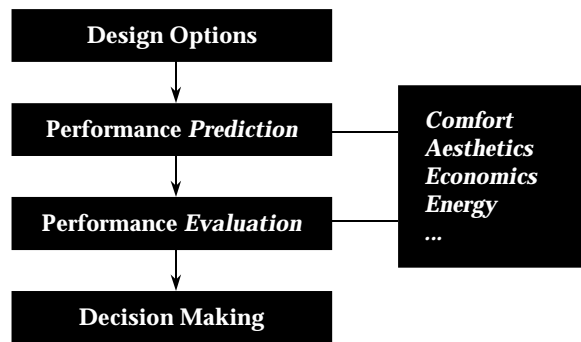 Design Options
Performance Prediction
Performance Evaluation
Decision Making
Comfort
Aesthetics
Economics
Energy
...